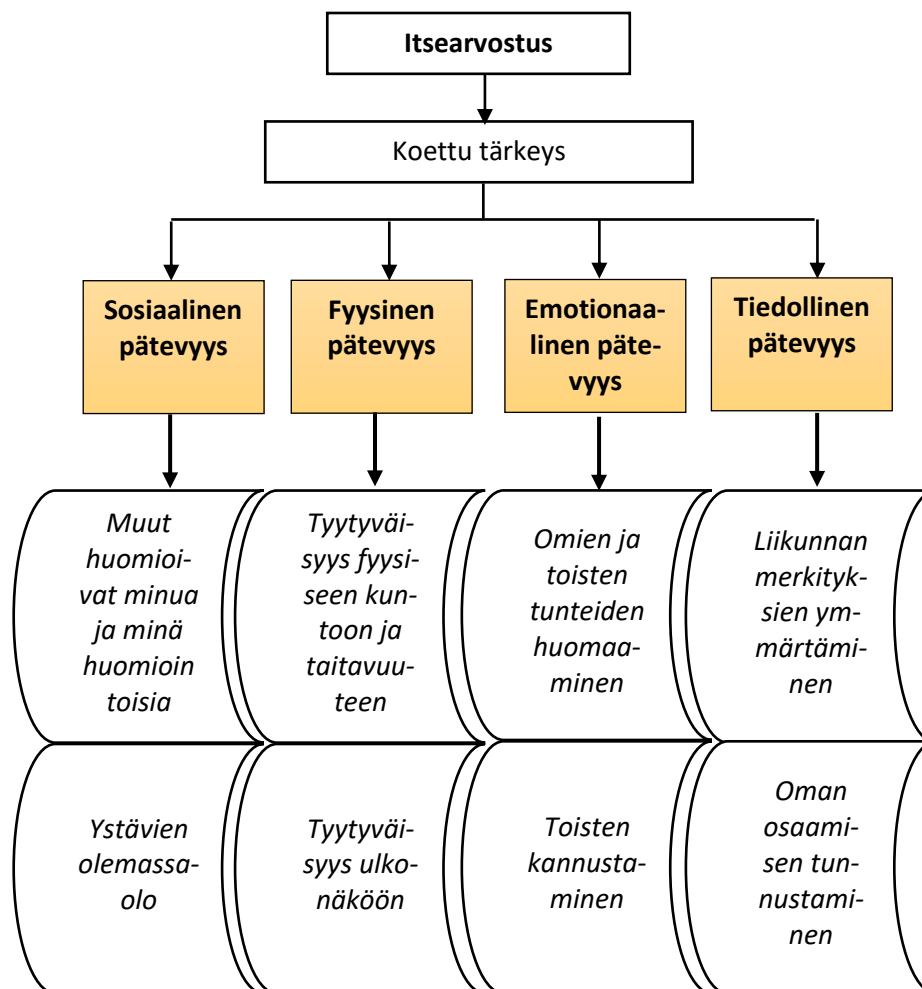 Itsearvostus
Koettu tärkeys
Sosiaalinen
pätevyys
Fyysinen
pätevyys
Emotionaa-
linen päte-
vyys
Tiedollinen
pätevyys
Muut
huomioi-
vat minua
ja minä
huomioin
toisia
Tyytyväi-
syys fyysi-
seen kun-
toon ja
taitavuu-
teen
Omien ja
toisten
tunteiden
huomaa-
minen
Liikunnan
merkityk-
sien ym-
märtämi-
nen
Ystävien
olemassa-
olo
Tyytyväi-
syys ulko-
näköön
Toisten
kannusta-
minen
Oman
osaami-
sen tun-
nustami-
nen